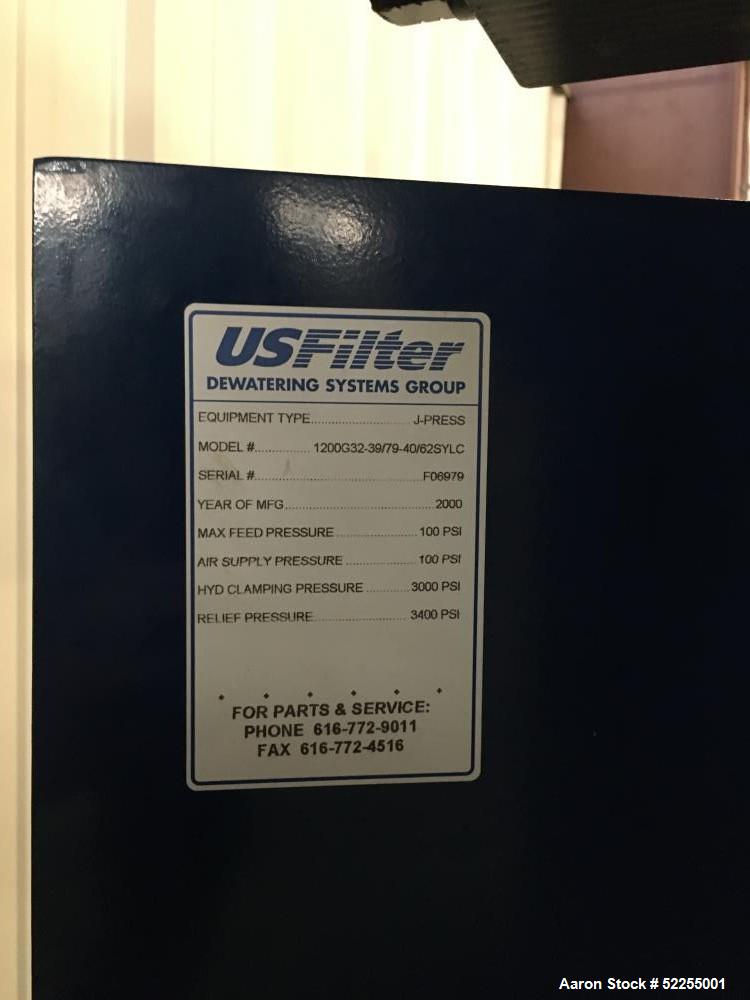 USFilter
DEWATERING SYSTEMS GROUP
EQUIPMENT TYPE........................ J-PRESS
MODEL #............. 1200G32-39/79-40/62SYLC
SERIAL #....................................... F06979
YEAR OF MFG................................... 2000
MAX FEED PRESSURE ................... 100 PSI
AIR SUPPLY PRESSURE ................ 100 PSI
HYD CLAMPING PRESSURE .......... 3000 PSI
RELIEF PRESSURE..................... 3400 PSI
FOR PARTS & SERVICE:
PHONE 616-772-9011
FAX 616-772-4516
Aaron Stock # 52255001